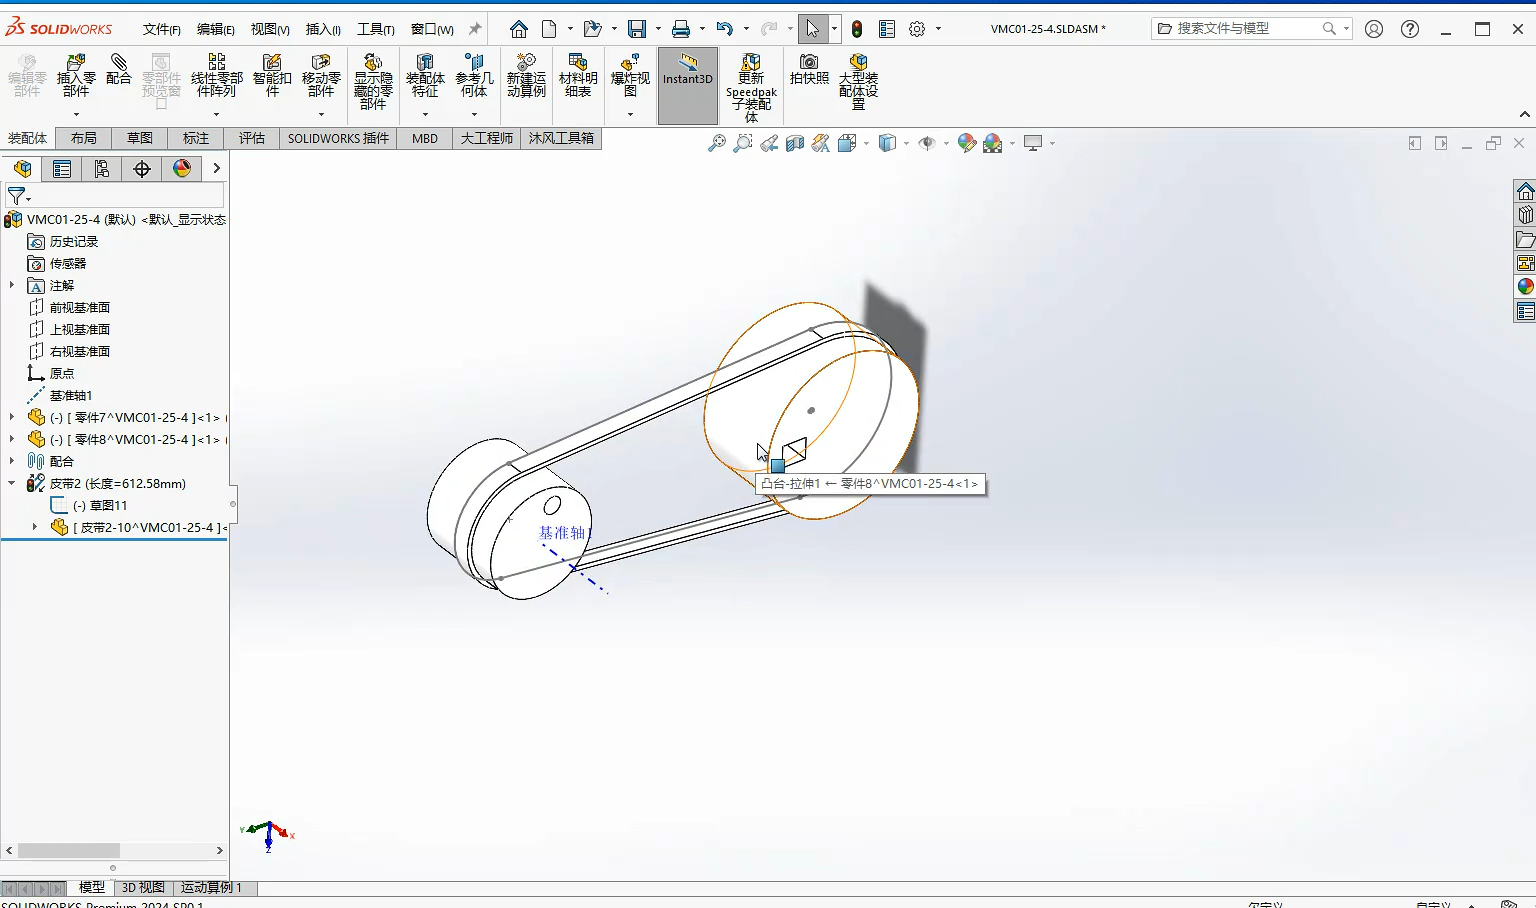 SOLIDWORKS 文件(F) 编辑(E) 视图(V) 插入(I) 工具(T) 窗口(W) VMC01-25-4.SLDASM * 搜索文件与模型
编辑零部件 插入零部件 配合 零部件预览窗口 线性零部件阵列 智能扣件 移动零部件 显示隐藏的零部件 装配体特征 参考几何体 新建运动算例 材料明细表 爆炸视图 Instant3D 更新Speedpak子装配体 拍快照 大型装配体设置
装配体 布局 草图 标注 评估 SOLIDWORKS 插件 MBD 大工程师 沐风工具箱
VMC01-25-4 (默认) <默认_显示状态
历史记录
传感器
注解
前视基准面
上视基准面
右视基准面
原点
基准轴1
(-) [ 零件7^VMC01-25-4 ]<1> (
(-) [ 零件8^VMC01-25-4 ]<1> (
配合
皮带2 (长度=612.58mm)
(-) 草图11
[ 皮带2-10^VMC01-25-4 ]<
凸台-拉伸1 ← 零件8^VMC01-25-4<1>
基准轴1
Y X
Z
模型 3D 视图 运动算例 1
SOLIDWORKS Premium 2024 SP0.1 欠定义 自定义